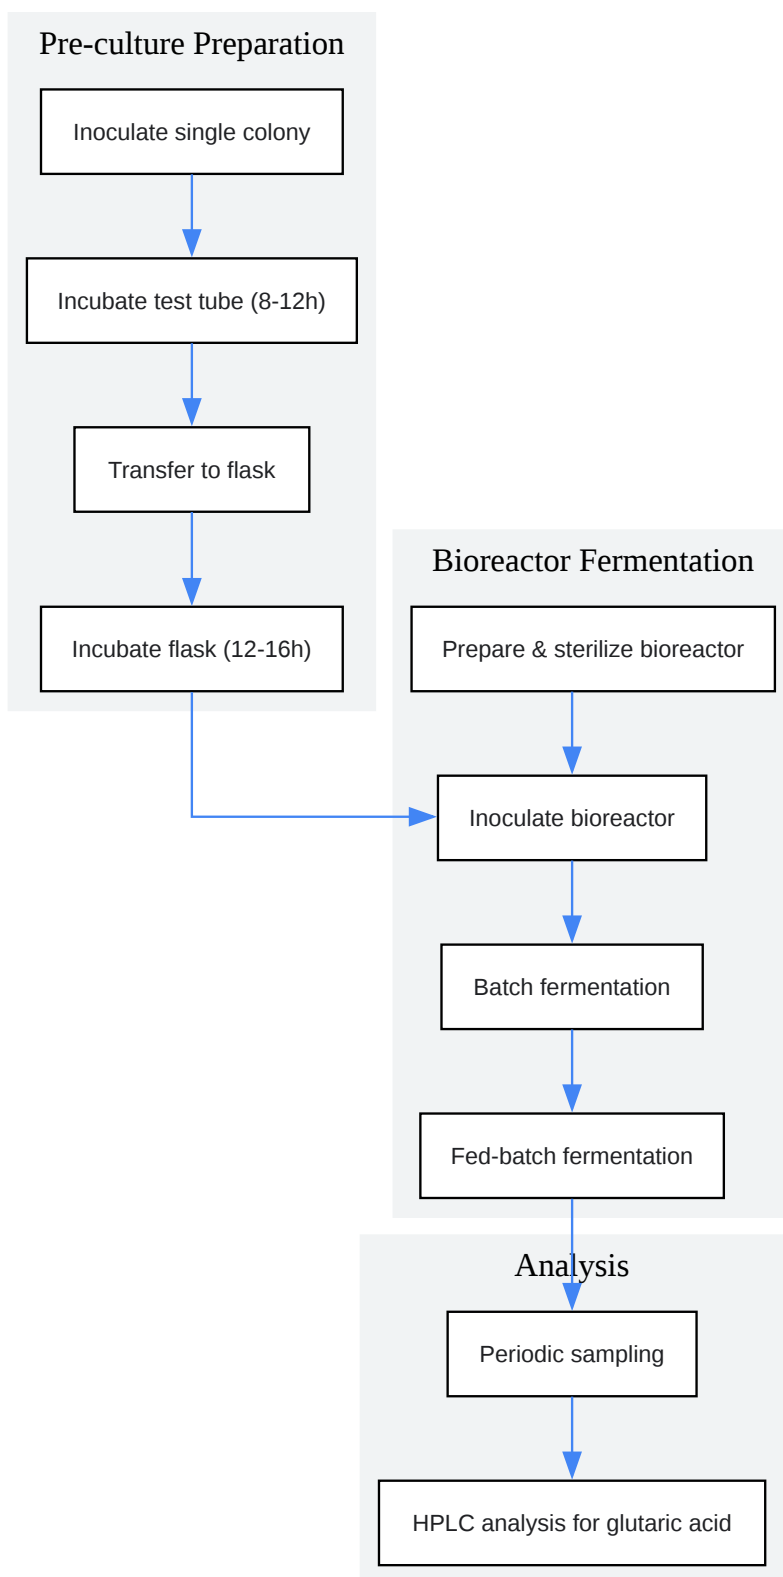 Pre-culture Preparation
Inoculate single colony
Incubate test tube (8-12h)
Transfer to flask
Incubate flask (12-16h)
Bioreactor Fermentation
Prepare & sterilize bioreactor
Inoculate bioreactor
Batch fermentation
Fed-batch fermentation
Analysis
Periodic sampling
HPLC analysis for glutaric acid